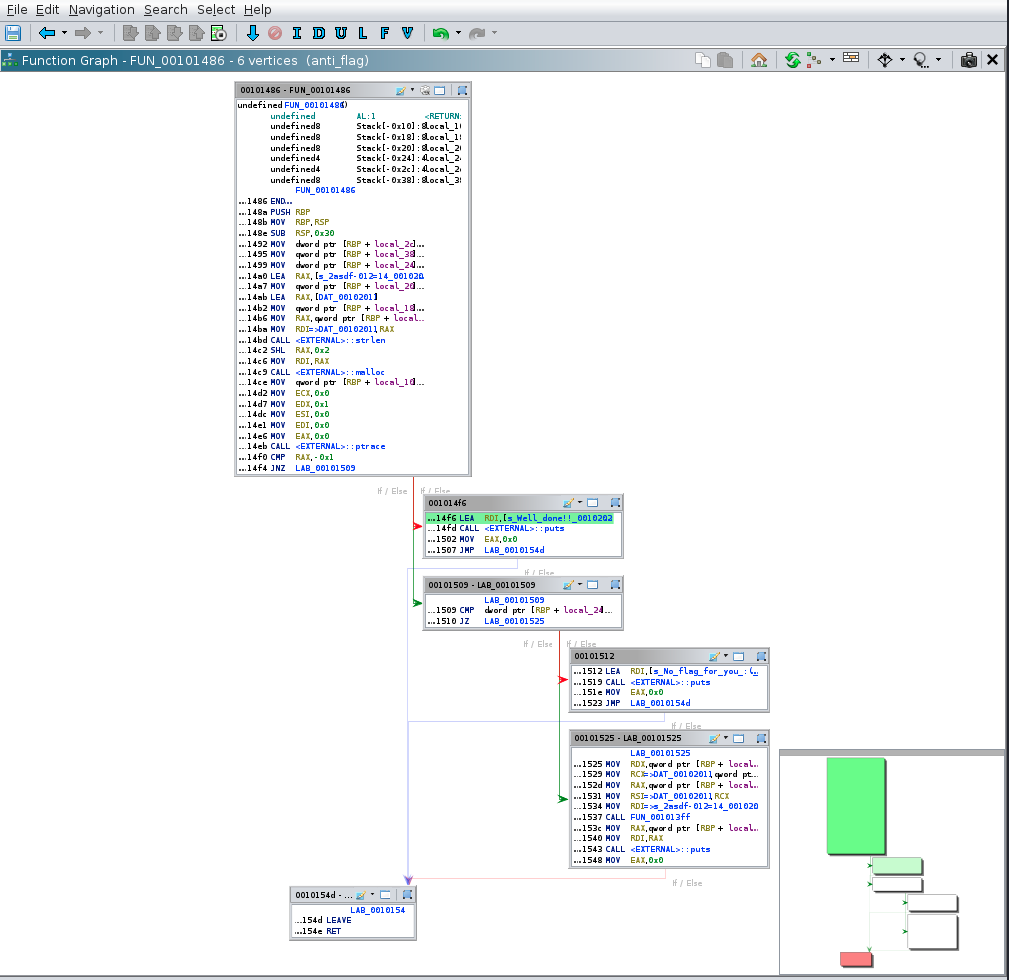 File Edit Navigation Search Select Help
I D U L F V
Function Graph - FUN_00101486 - 6 vertices (anti_flag)
00101486 - FUN_00101486
undefined FUN_00101486()
undefined AL:1 <RETURN:
undefined8 Stack[-0x10]:8local_10
undefined8 Stack[-0x18]:8local_18
undefined8 Stack[-0x20]:8local_20
undefined4 Stack[-0x24]:4local_24
undefined4 Stack[-0x2c]:4local_2c
undefined8 Stack[-0x38]:8local_38
FUN_00101486
...1486 END...
...148a PUSH RBP
...148b MOV RBP,RSP
...148e SUB RSP,0x30
...1492 MOV dword ptr [RBP + local_2c]...
...1495 MOV qword ptr [RBP + local_38]...
...1499 MOV dword ptr [RBP + local_24]...
...14a0 LEA RAX,[s_2asdf-012=14_001020
...14a7 MOV qword ptr [RBP + local_20]...
...14ab LEA RAX,[DAT_00102011]
...14b2 MOV qword ptr [RBP + local_18]...
...14b6 MOV RAX,qword ptr [RBP + local...
...14ba MOV RDI=>DAT_00102011,RAX
...14bd CALL <EXTERNAL>::strlen
...14c2 SHL RAX,0x2
...14c6 MOV RDI,RAX
...14c9 CALL <EXTERNAL>::malloc
...14ce MOV qword ptr [RBP + local_10]...
...14d2 MOV ECX,0x0
...14d7 MOV EDX,0x1
...14dc MOV ESI,0x0
...14e1 MOV EDI,0x0
...14e6 MOV EAX,0x0
...14eb CALL <EXTERNAL>::ptrace
...14f0 CMP RAX,-0x1
...14f4 JNZ LAB_00101509
If / Else If / Else
001014f6
...14f6 LEA RDI,[s_Well_done!!_0010202
...14fd CALL <EXTERNAL>::puts
...1502 MOV EAX,0x0
...1507 JMP LAB_0010154d
If / Else
00101509 - LAB_00101509
LAB_00101509
...1509 CMP dword ptr [RBP + local_24]...
...1510 JZ LAB_00101525
If / Else If / Else
00101512
...1512 LEA RDI,[s_No_flag_for_you_:(_...
...1519 CALL <EXTERNAL>::puts
...151e MOV EAX,0x0
...1523 JMP LAB_0010154d
If / Else
00101525 - LAB_00101525
LAB_00101525
...1525 MOV RDX,qword ptr [RBP + local...
...1529 MOV RCX=>DAT_00102011,qword pt...
...152d MOV RAX,qword ptr [RBP + local...
...1531 MOV RSI=>DAT_00102011,RCX
...1534 MOV RDI=>s_2asdf-012=14_001020
...1537 CALL FUN_001013ff
...153c MOV RAX,qword ptr [RBP + local...
...1540 MOV RDI,RAX
...1543 CALL <EXTERNAL>::puts
...1548 MOV EAX,0x0
If / Else
0010154d - ...
LAB_0010154
...154d LEAVE
...154e RET